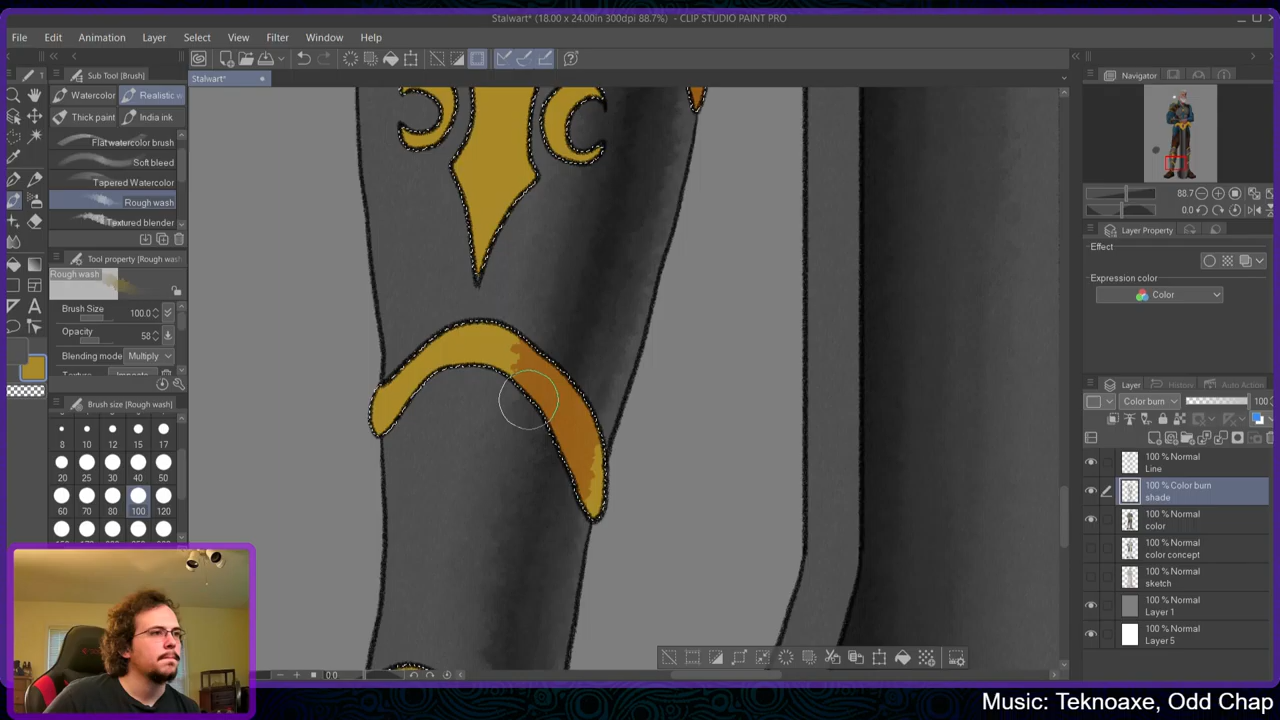 Stalwart* (18.00 x 24.00in 300dpi 88.7%) - CLIP STUDIO PAINT PRO
File Edit Animation Layer Select View Filter Window Help
Sub Tool [Brush]
Stalwart*
Navigator
Watercolor Realistic w
Thick paint India ink
Flat watercolor brush
Soft bleed
Tapered Watercolor
Rough wash
Textured blender
88.7
0.0
Tool property [Rough wash]
Rough wash
Layer Property
Effect
Expression color
Color
Brush Size 100.0
Opacity 58
Blending mode Multiply
Brush size [Rough wash]
8 10 12 15 17
20 25 30 40 50
60 70 80 100 120
Layer History Auto Action
Color burn 100
100 % Normal
Line
100 % Color burn
shade
100 % Normal
color
100 % Normal
color concept
100 % Normal
sketch
100 % Normal
Layer 1
100 % Normal
Layer 5
Music: Teknoaxe, Odd Chap